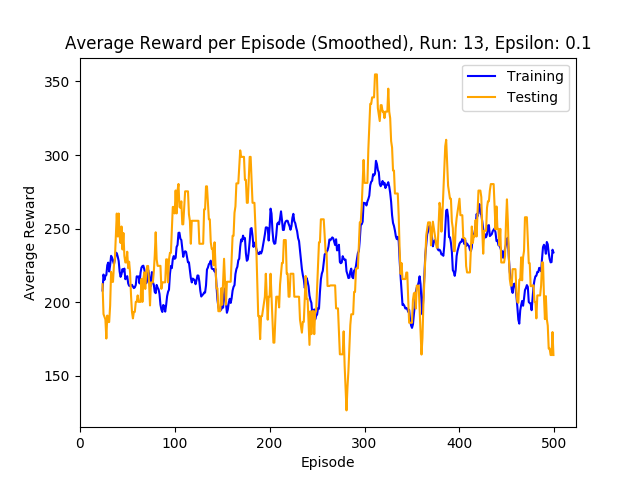 Average Reward per Episode (Smoothed), Run: 13, Epsilon: 0.1
Training
Testing
350
300
250
200
150
Average Reward
0
100
200
300
400
500
Episode